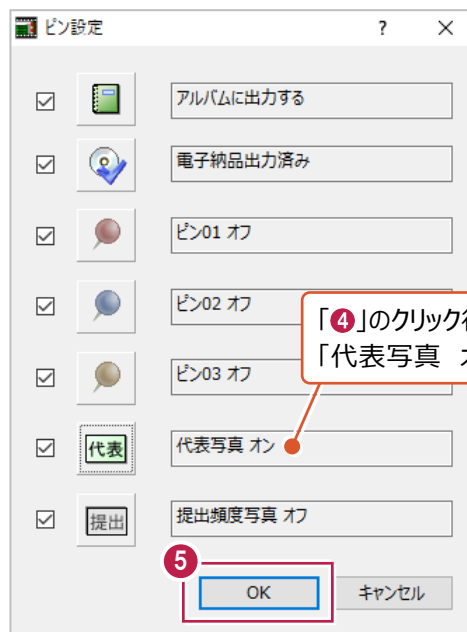 ピン設定 ? ×
アルバムに出力する
電子納品出力済み
ピン01 オフ
ピン02 オフ
「❹」のクリック
「代表写真
ピン03 オフ
代表 代表写真 オン
提出 提出頻度写真 オフ
5
OK キャンセル